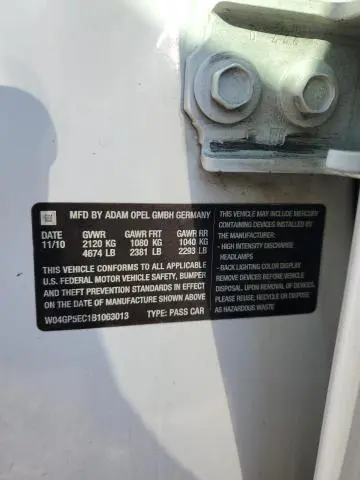 GM
MFD BY ADAM OPEL GMBH GERMANY
DATE GVWR GAWR FRT GAWR RR
11/10 2120 KG 1080 KG 1040 KG
4674 LB 2381 LB 2293 LB
THIS VEHICLE CONFORMS TO ALL APPLICABLE
U.S. FEDERAL MOTOR VEHICLE SAFETY, BUMPER
AND THEFT PREVENTION STANDARDS IN EFFECT
ON THE DATE OF MANUFACTURE SHOWN ABOVE.
W04GP5EC1B1063013 TYPE: PASS CAR
THIS VEHICLE MAY INCLUDE MERCURY
CONTAINING DEVICES INSTALLED BY
THE MANUFACTURER:
- HIGH INTENSITY DISCHARGE
HEADLAMPS
- BACK LIGHTING COLOR DISPLAY
REMOVE DEVICES BEFORE VEHICLE
DISPOSAL. UPON REMOVAL OF DEVICES,
PLEASE REUSE, RECYCLE OR DISPOSE
AS HAZARDOUS WASTE